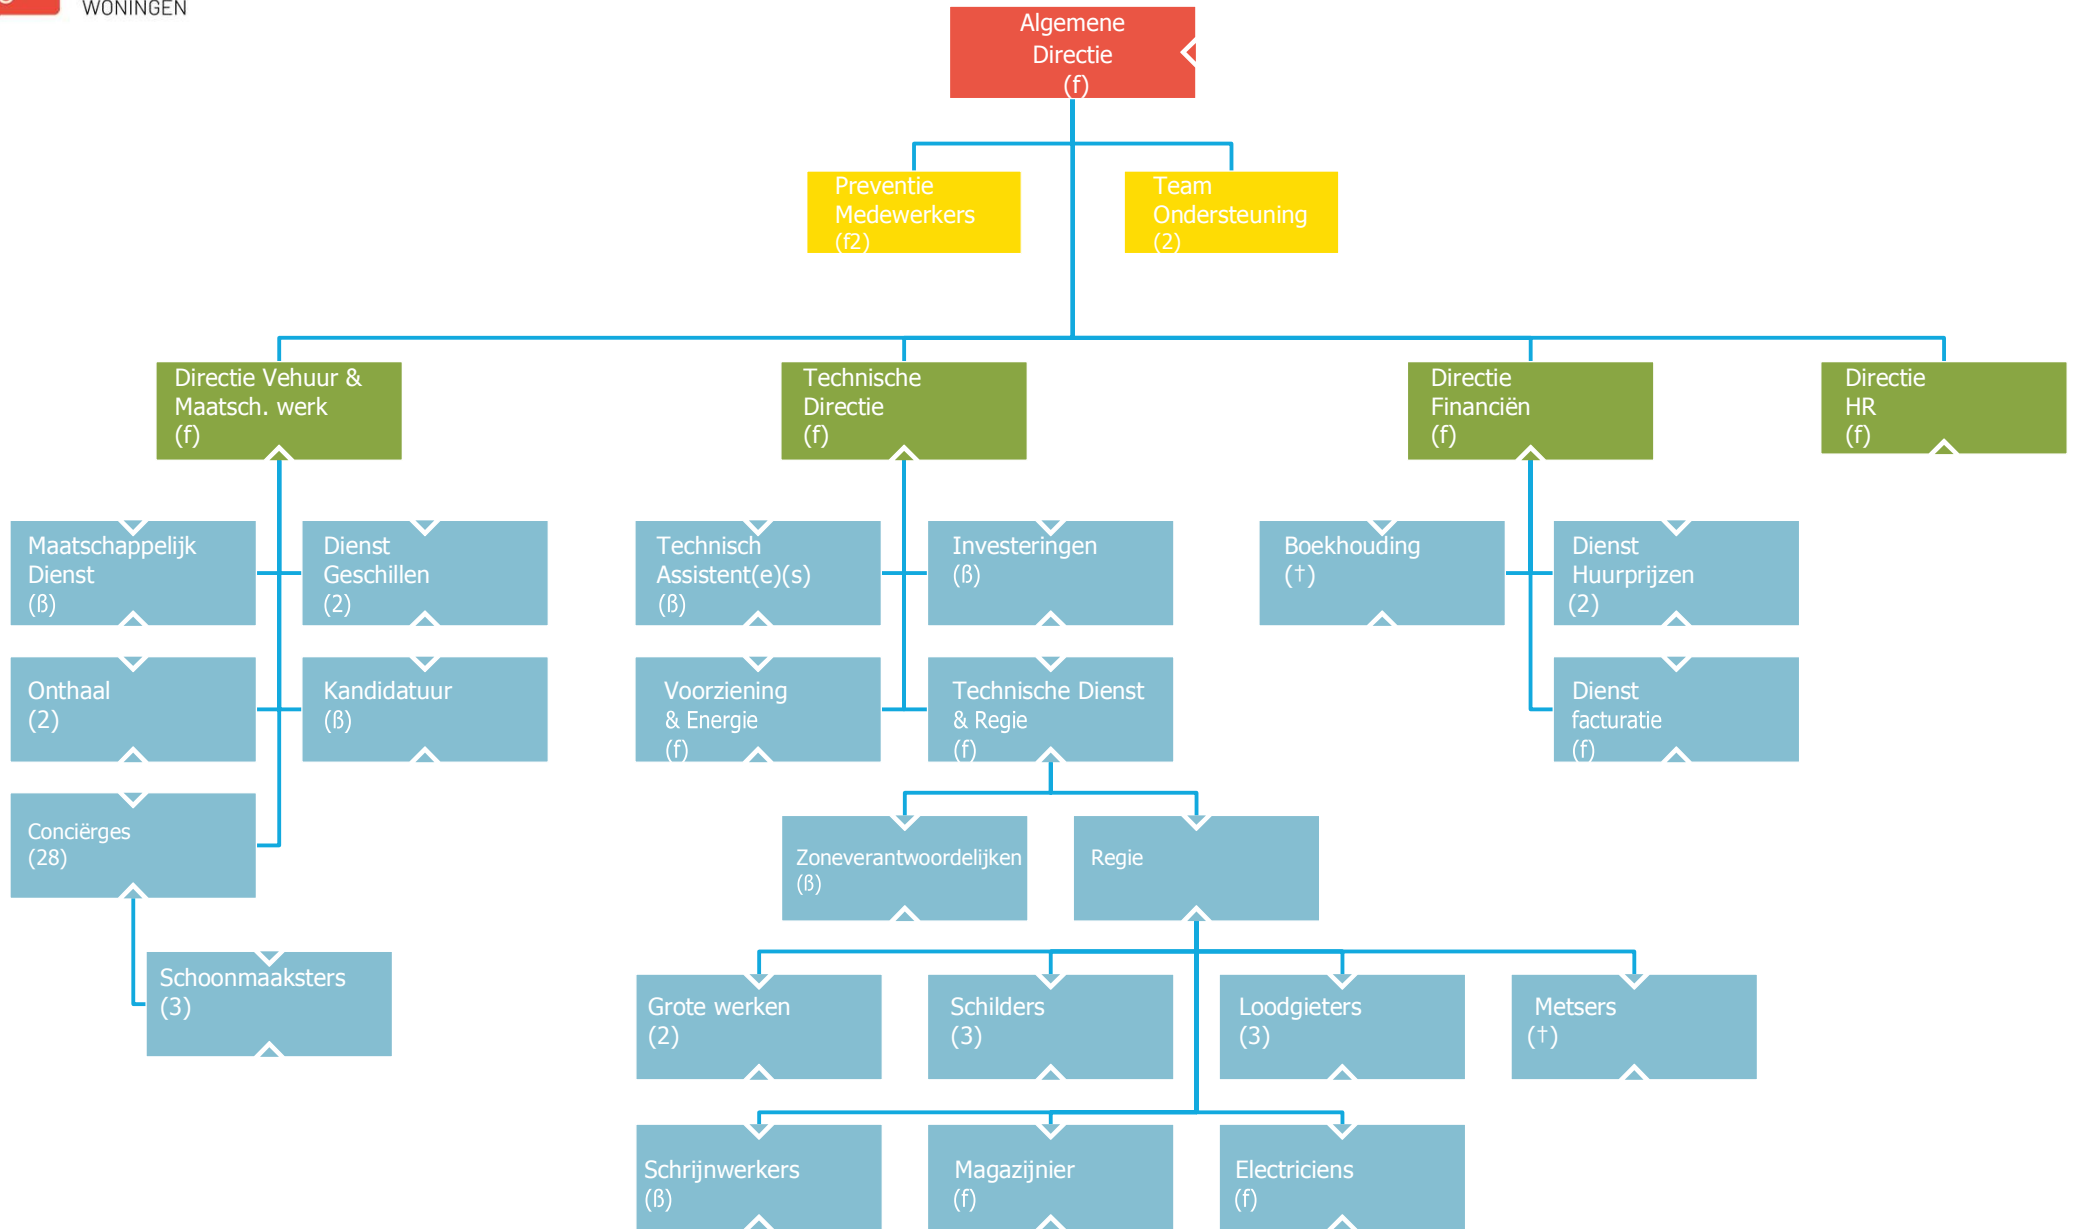 WONINGEN
Algemene
Directie
(f)
Preventie
Medewerkers
(f2)
Team
Ondersteuning
(2)
Directie Vehuur &
Maatsch. werk
(f)
Technische
Directie
(f)
Directie
Financiën
(f)
Directie
HR
(f)
Maatschappelijk
Dienst
(ß)
Dienst
Geschillen
(2)
Technisch
Assistent(e)(s)
(ß)
Investeringen
(ß)
Boekhouding
(†)
Dienst
Huurprijzen
(2)
Onthaal
(2)
Kandidatuur
(ß)
Voorziening
& Energie
(f)
Technische Dienst
& Regie
(f)
Dienst
facturatie
(f)
Conciërges
(28)
Zoneverantwoordelijken
(ß)
Regie
Schoonmaaksters
(3)
Grote werken
(2)
Schilders
(3)
Loodgieters
(3)
Metsers
(†)
Schrijnwerkers
(ß)
Magazijnier
(f)
Electriciens
(f)